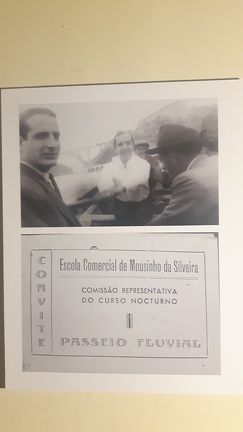 CONVITE
Escola Comercial de Mousinho da Silveira
COMISSÃO REPRESENTATIVA
DO CURSO NOCTURNO
PASSEIO FLUVIAL